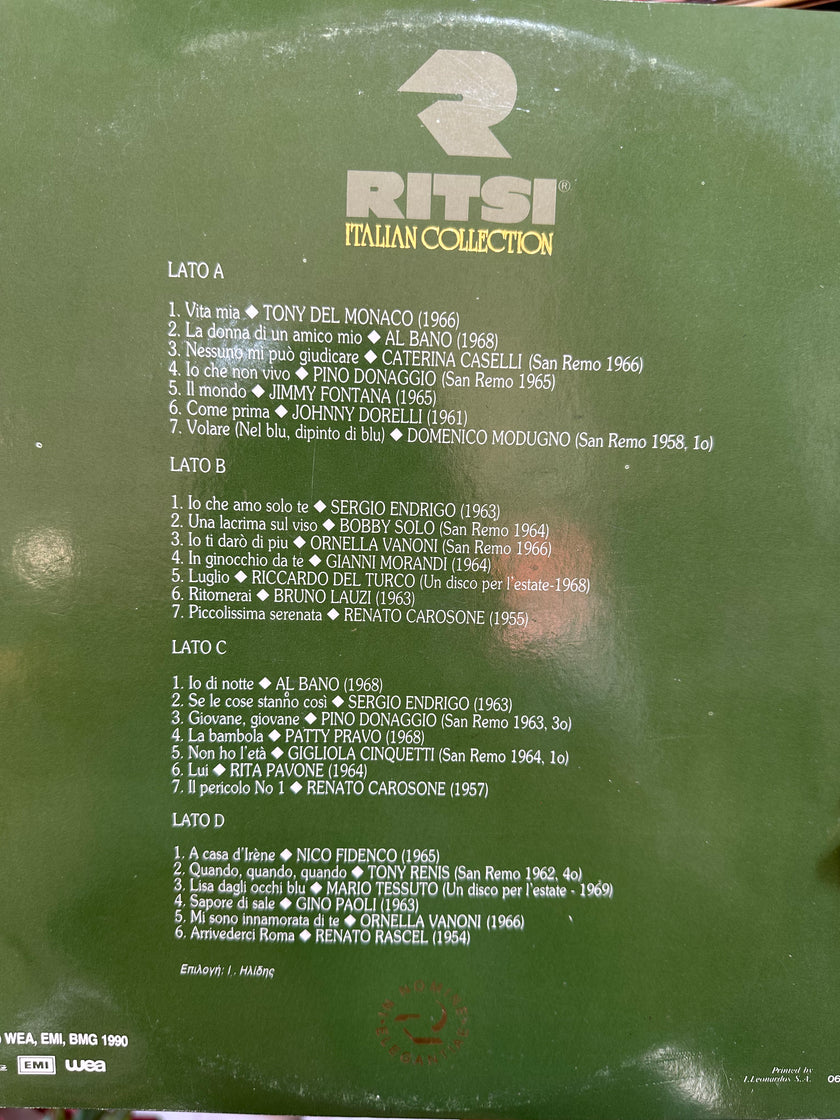 RITSI®
ITALIAN COLLECTION
LATO A
1. Vita mia ◆ TONY DEL MONACO (1966)
2. La donna di un amico mio ◆ AL BANO (1968)
3. Nessuno mi può giudicare ◆ CATERINA CASELLI (San Remo 1966)
4. Io che non vivo ◆ PINO DONAGGIO (San Remo 1965)
5. Il mondo ◆ JIMMY FONTANA (1965)
6. Come prima ◆ JOHNNY DORELLI (1961)
7. Volare (Nel blu, dipinto di blu) ◆ DOMENICO MODUGNO (San Remo 1958, 1o)
LATO B
1. Io che amo solo te ◆ SERGIO ENDRIGO (1963)
2. Una lacrima sul viso ◆ BOBBY SOLO (San Remo 1964)
3. Io ti darò di piu ◆ ORNELLA VANONI (San Remo 1966)
4. In ginocchio da te ◆ GIANNI MORANDI (1964)
5. Luglio ◆ RICCARDO DEL TURCO (Un disco per l'estate-1968)
6. Ritornerai ◆ BRUNO LAUZI (1963)
7. Piccolissima serenata ◆ RENATO CAROSONE (1955)
LATO C
1. Io di notte ◆ AL BANO (1968)
2. Se le cose stanno così ◆ SERGIO ENDRIGO (1963)
3. Giovane, giovane ◆ PINO DONAGGIO (San Remo 1963, 3o)
4. La bambola ◆ PATTY PRAVO (1968)
5. Non ho l'età ◆ GIGLIOLA CINQUETTI (San Remo 1964, 1o)
6. Lui ◆ RITA PAVONE (1964)
7. Il pericolo No 1 ◆ RENATO CAROSONE (1957)
LATO D
1. A casa d'Irène ◆ NICO FIDENCO (1965)
2. Quando, quando, quando ◆ TONY RENIS (San Remo 1962, 4o)
3. Lisa dagli occhi blu ◆ MARIO TESSUTO (Un disco per l'estate - 1969)
4. Sapore di sale ◆ GINO PAOLI (1963)
5. Mi sono innamorata di te ◆ ORNELLA VANONI (1966)
6. Arrivederci Roma ◆ RENATO RASCEL (1954)
Επιλογή: Ι. Ηλίδης
WEA, EMI, BMG 1990
EMI wea
Printed by
I.Leonardos S.A.
06